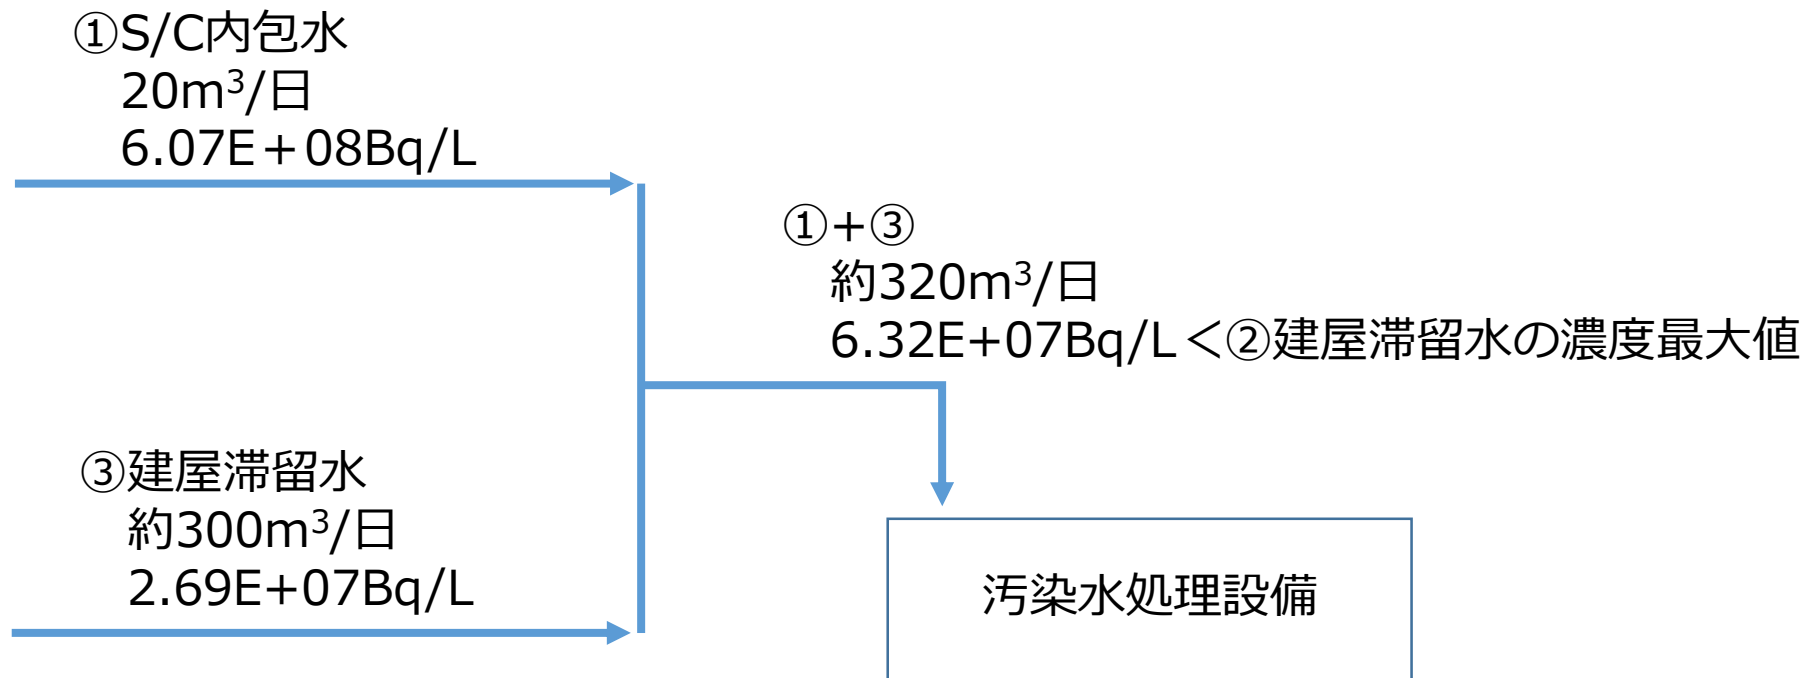 ①S/C内包水
20m³/日
6.07E＋08Bq/L
①+③
約320m³/日
6.32E+07Bq/L＜②建屋滞留水の濃度最大値
③建屋滞留水
約300m³/日
2.69E+07Bq/L
汚染水処理設備